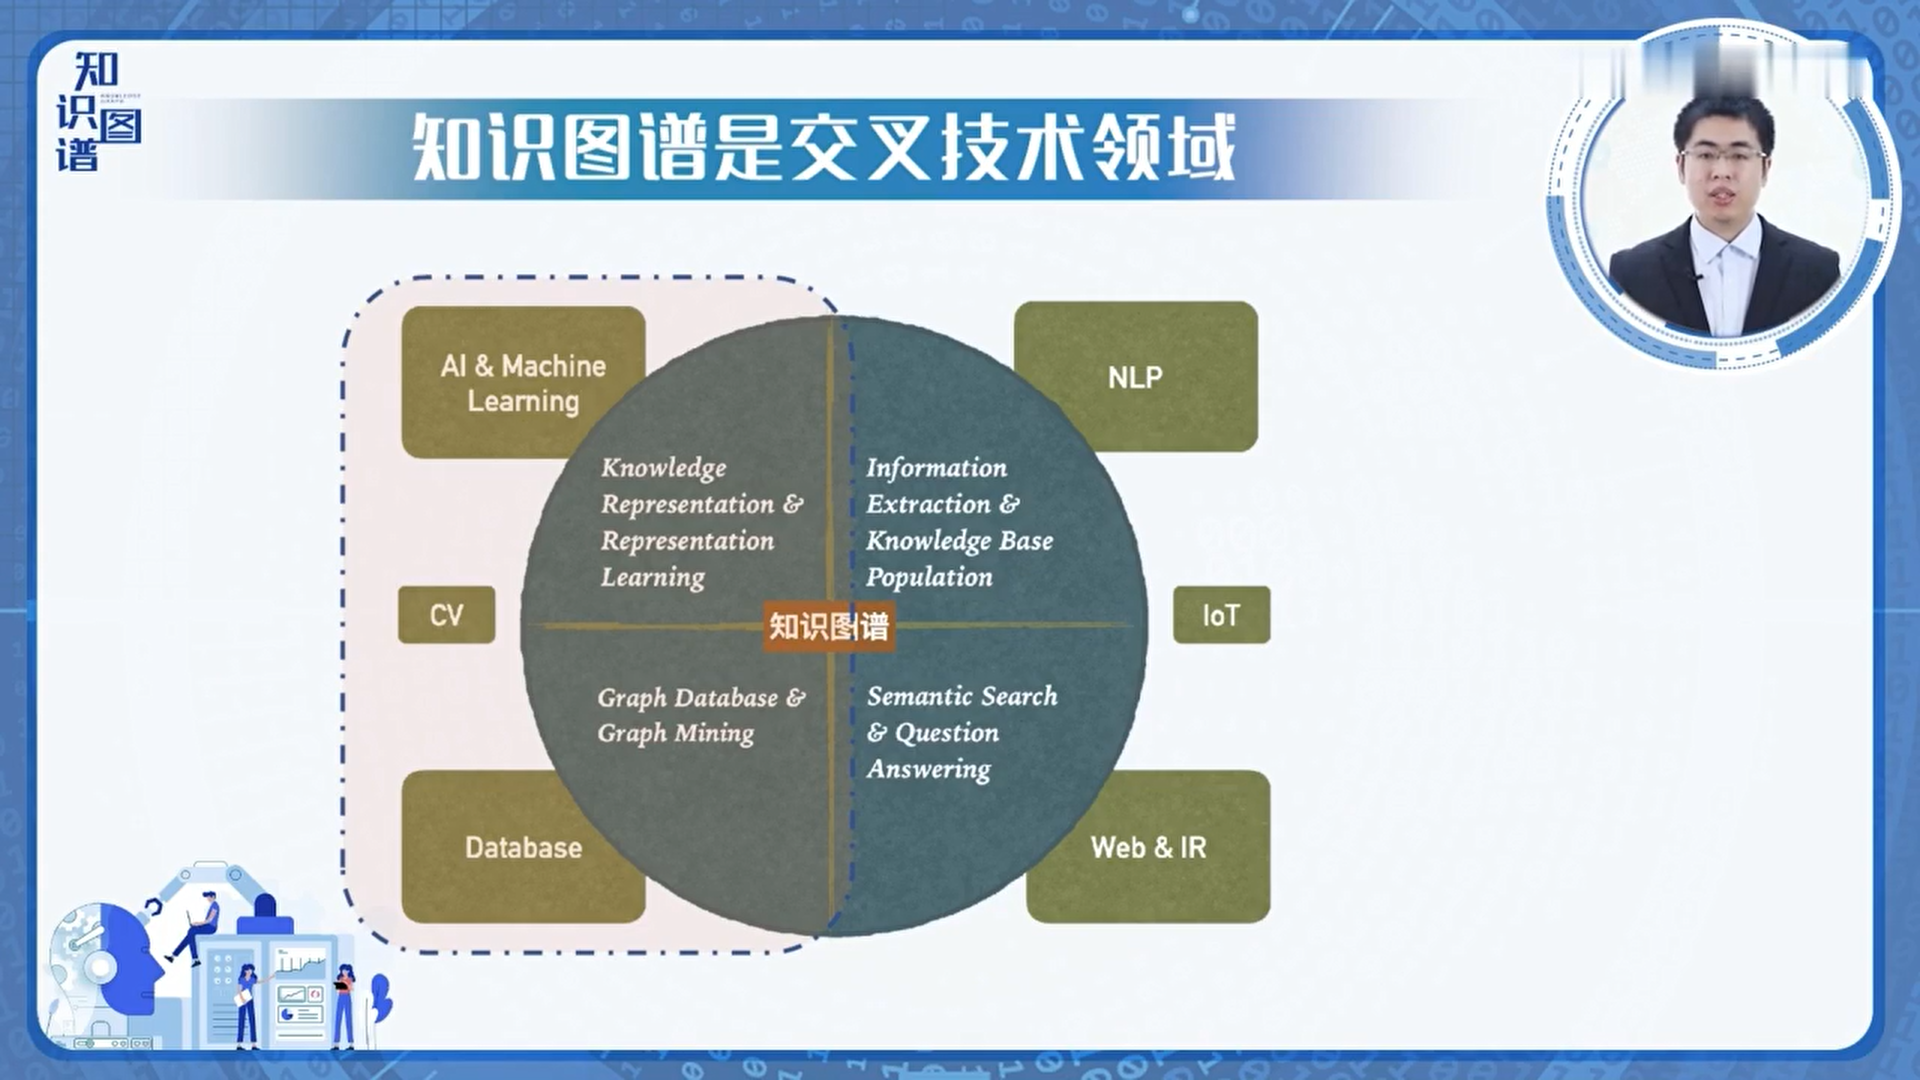 知
识图
谱
知识图谱是交叉技术领域
AI & Machine
Learning
NLP
Knowledge
Representation &
Representation
Learning
Information
Extraction &
Knowledge Base
Population
CV
知识图谱
IoT
Graph Database &
Graph Mining
Semantic Search
& Question
Answering
Database
Web & IR